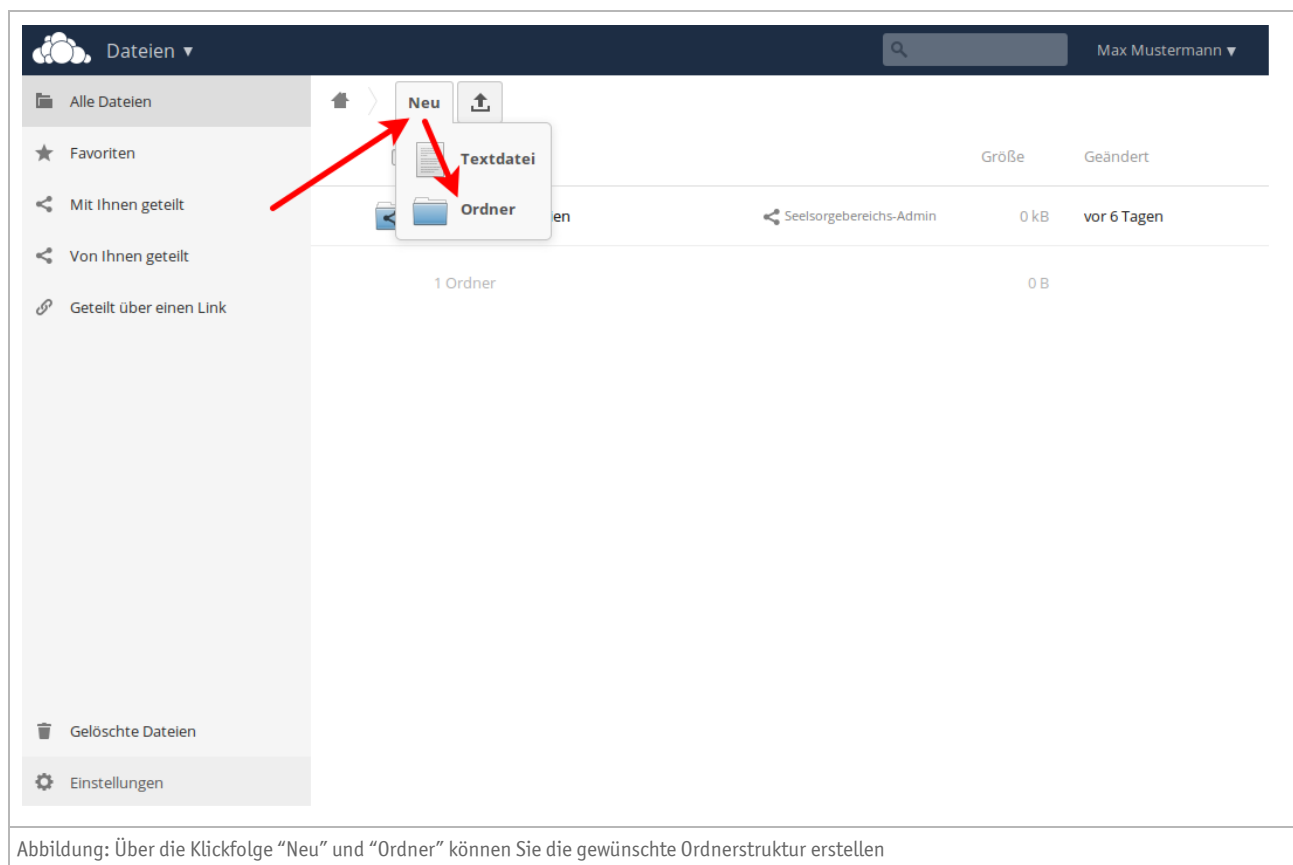 Dateien ▼
Max Mustermann ▼
Alle Dateien
Favoriten
Mit Ihnen geteilt
Von Ihnen geteilt
Geteilt über einen Link
Gelöschte Dateien
Einstellungen
Neu
Textdatei
Ordner
Größe Geändert
en Seelsorgebereichs-Admin 0 kB vor 6 Tagen
1 Ordner 0 B
Abbildung: Über die Klickfolge “Neu” und “Ordner” können Sie die gewünschte Ordnerstruktur erstellen